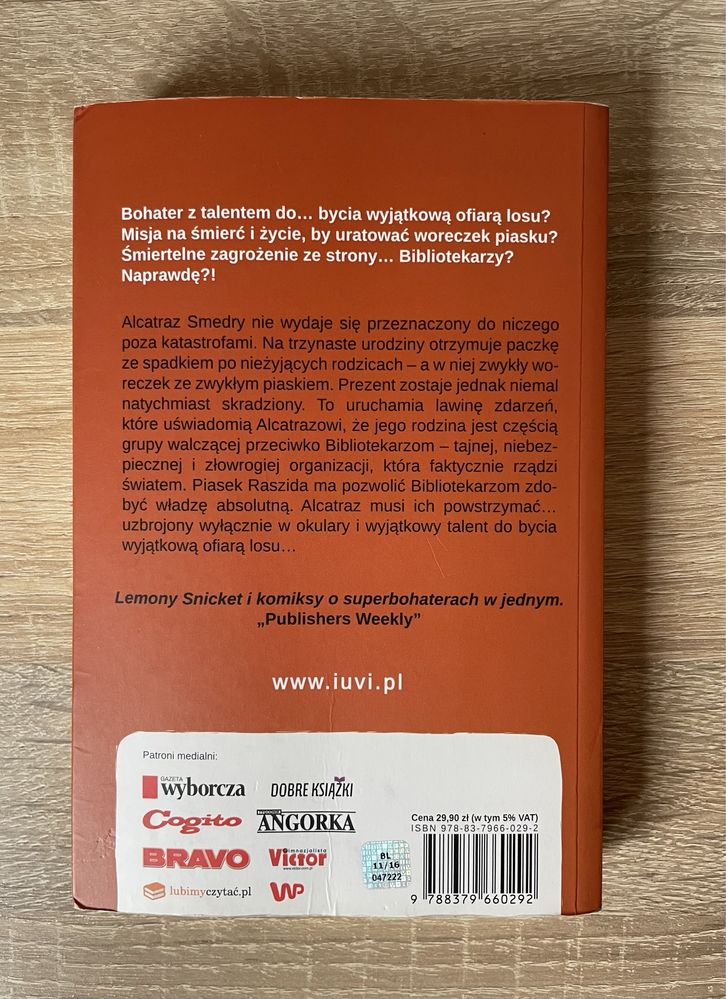 Bohater z talentem do… bycia wyjątkową ofiarą losu?
Misja na śmierć i życie, by uratować woreczek piasku?
Śmiertelne zagrożenie ze strony… Bibliotekarzy?
Naprawdę?!
Alcatraz Smedry nie wydaje się przeznaczony do niczego
poza katastrofami. Na trzynaste urodziny otrzymuje paczkę
ze spadkiem po nieżyjących rodzicach – a w niej zwykły wo-
reczek ze zwykłym piaskiem. Prezent zostaje jednak niemal
natychmiast skradziony. To uruchamia lawinę zdarzeń,
które uświadomią Alcatrazowi, że jego rodzina jest częścią
grupy walczącej przeciwko Bibliotekarzom – tajnej, niebez-
piecznej i złowrogiej organizacji, która faktycznie rządzi
światem. Piasek Raszida ma pozwolić Bibliotekarzom zdo-
być władzę absolutną. Alcatraz musi ich powstrzymać…
uzbrojony wyłącznie w okulary i wyjątkowy talent do bycia
wyjątkową ofiarą losu…
Lemony Snicket i komiksy o superbohaterach w jednym.
„Publishers Weekly”
www.iuvi.pl
Patroni medialni:
GAZETA
wyborcza
DOBRE KSIĄŻKI
Cogito
ANGORKA
BRAVO
Victor
Gimnazjalista
www.victor.com.pl
lubimyczytać.pl
WP
BL
11/16
047222
Cena 29,90 zł (w tym 5% VAT)
ISBN 978-83-7966-029-2
9 788379 660292